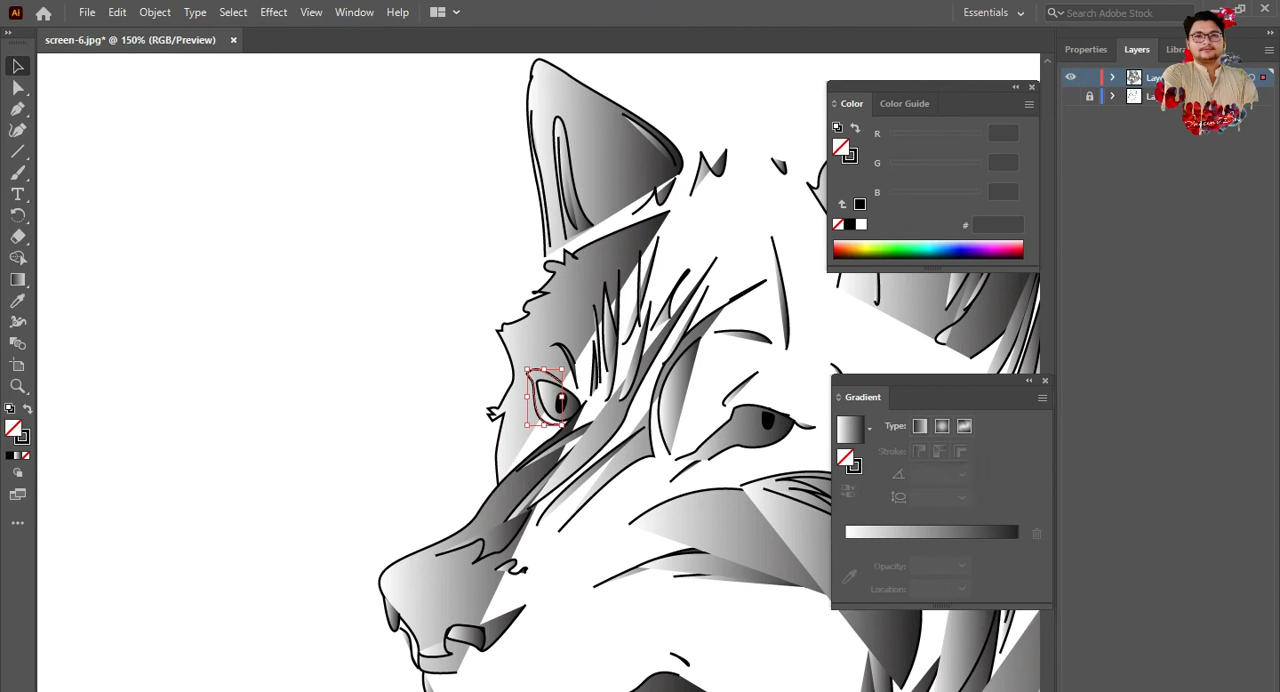 Ai File Edit Object Type Select Effect View Window Help Essentials Search Adobe Stock
screen-6.jpg* @ 150% (RGB/Preview) ×
Properties Layers
Color Color Guide
R
G
B
#
Gradient
Type:
Stroke:
Opacity:
Location: